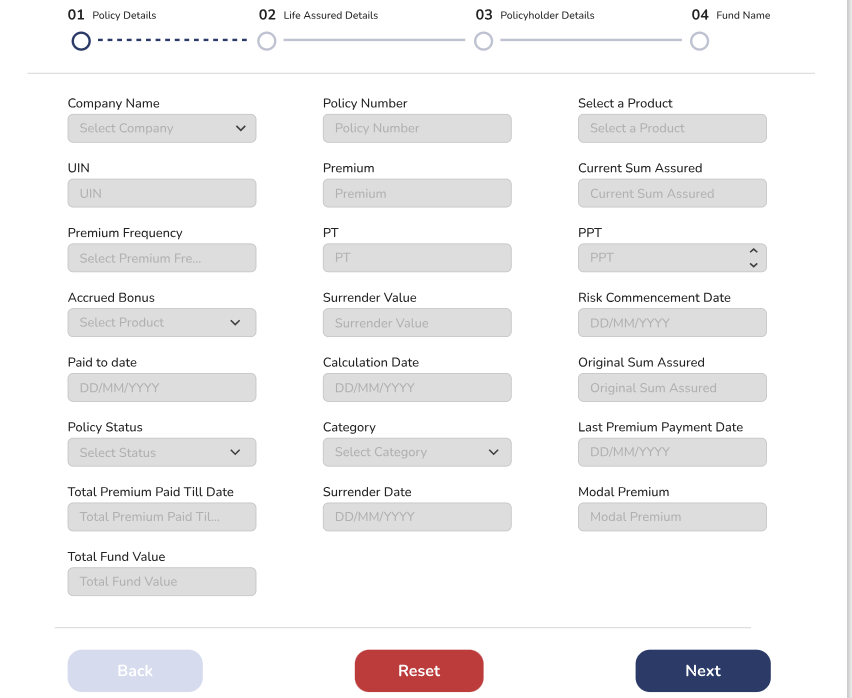 01 Policy Details 02 Life Assured Details 03 Policyholder Details 04 Fund Name
Company Name Policy Number Select a Product
Select Company Policy Number Select a Product
UIN Premium Current Sum Assured
UIN Premium Current Sum Assured
Premium Frequency PT PPT
Select Premium Fre... PT PPT
Accrued Bonus Surrender Value Risk Commencement Date
Select Product Surrender Value DD/MM/YYYY
Paid to date Calculation Date Original Sum Assured
DD/MM/YYYY DD/MM/YYYY Original Sum Assured
Policy Status Category Last Premium Payment Date
Select Status Select Category DD/MM/YYYY
Total Premium Paid Till Date Surrender Date Modal Premium
Total Premium Paid Til... DD/MM/YYYY Modal Premium
Total Fund Value
Total Fund Value
Back Reset Next